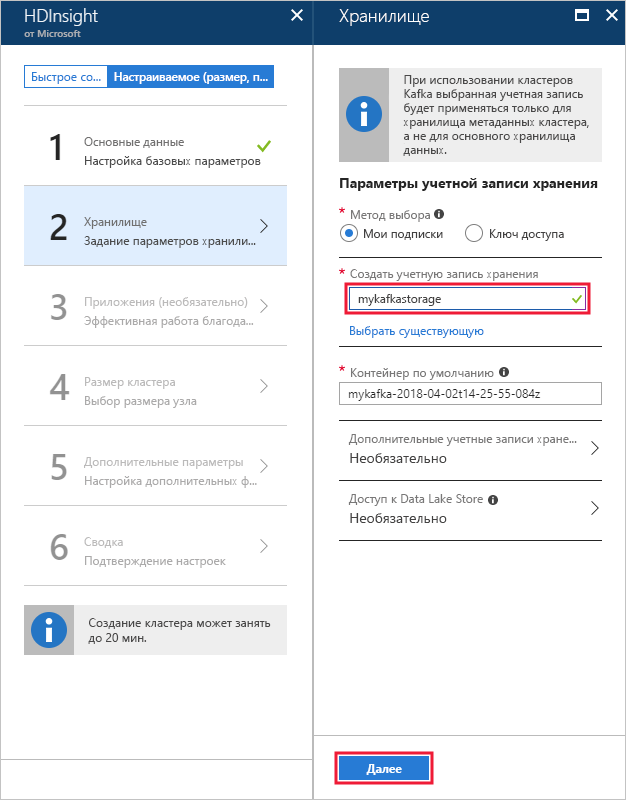 HDInsight
от Microsoft
Быстрое со...
Настраиваемое (размер, п...
1
Основные данные
Настройка базовых параметров
2
Хранилище
Задание параметров хранили...
3
Приложения (необязательно)
Эффективная работа благода...
4
Размер кластера
Выбор размера узла
5
Дополнительные параметры
Настройка дополнительных ф...
6
Сводка
Подтверждение настроек
Создание кластера может занять
до 20 мин.
Хранилище
При использовании кластеров
Kafka выбранная учетная запись
будет применяться только для
хранилища метаданных кластера,
а не для основного хранилища
данных.
Параметры учетной записи хранения
* Метод выбора
Мои подписки
Ключ доступа
* Создать учетную запись хранения
mykafkastorage
Выбрать существующую
* Контейнер по умолчанию
mykafka-2018-04-02t14-25-55-084z
Дополнительные учетные записи хране...
Необязательно
Доступ к Data Lake Store
Необязательно
Далее